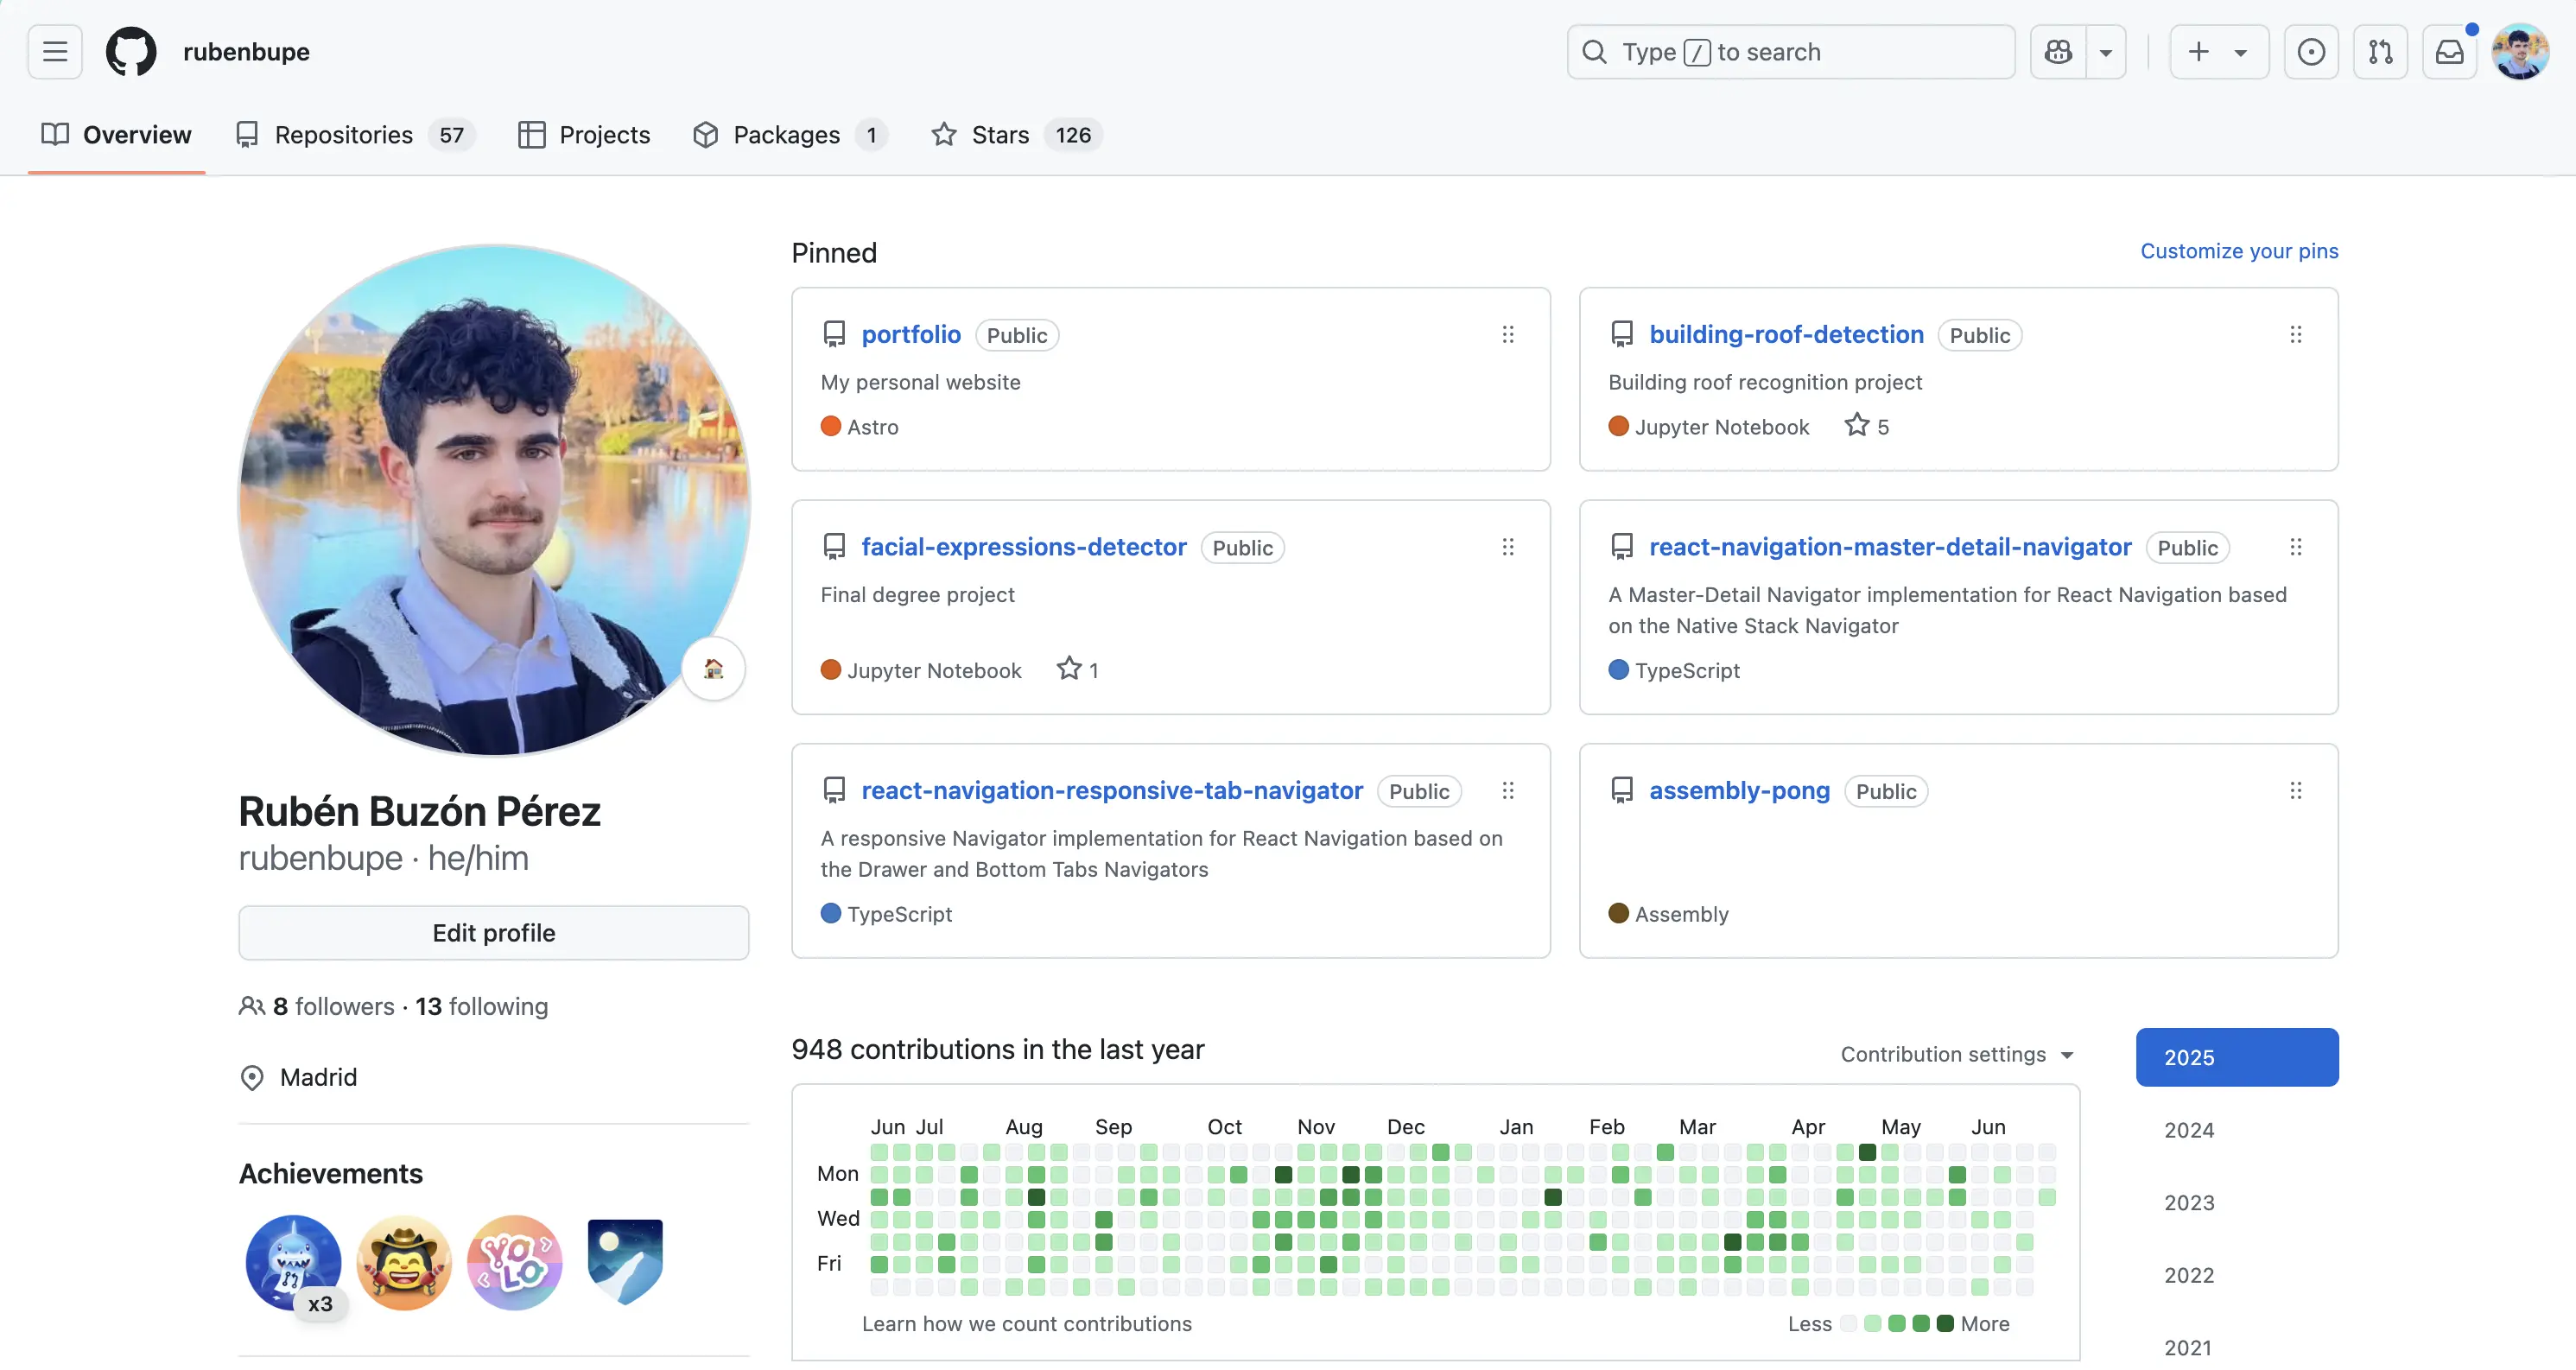 rubenbupe
Type / to search
Overview
Repositories 57
Projects
Packages 1
Stars 126
Rubén Buzón Pérez
rubenbupe · he/him
Edit profile
8 followers · 13 following
Madrid
Achievements
x3
YOLO
Pinned
Customize your pins
portfolio Public
My personal website
Astro
building-roof-detection Public
Building roof recognition project
Jupyter Notebook 5
facial-expressions-detector Public
Final degree project
Jupyter Notebook 1
react-navigation-master-detail-navigator Public
A Master-Detail Navigator implementation for React Navigation based
on the Native Stack Navigator
TypeScript
react-navigation-responsive-tab-navigator Public
A responsive Navigator implementation for React Navigation based on
the Drawer and Bottom Tabs Navigators
TypeScript
assembly-pong Public
Assembly
948 contributions in the last year
Contribution settings
Jun Jul Aug Sep Oct Nov Dec Jan Feb Mar Apr May Jun
Mon
Wed
Fri
Learn how we count contributions
Less More
2025
2024
2023
2022
2021